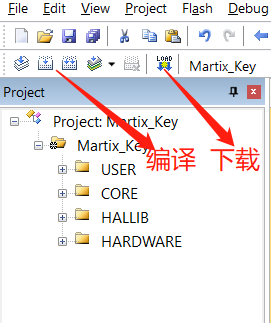 File Edit View Project Flash Debug
LOAD Martix_Key
Project
Project: Martix_Key
Martix_Key
编译 下载
USER
CORE
HALLIB
HARDWARE